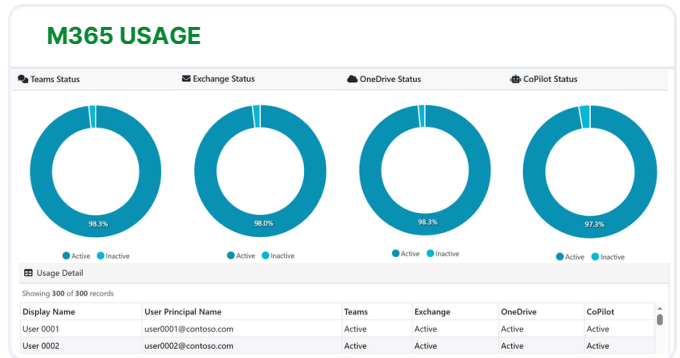 M365 USAGE
Teams Status
Exchange Status
OneDrive Status
CoPilot Status
98.3%
98.0%
98.3%
97.3%
Active Inactive
Active Inactive
Active Inactive
Active Inactive
Usage Detail
Showing 300 of 300 records
Display Name User Principal Name Teams Exchange OneDrive CoPilot
User 0001 user0001@contoso.com Active Active Active Active
User 0002 user0002@contoso.com Active Active Active Active